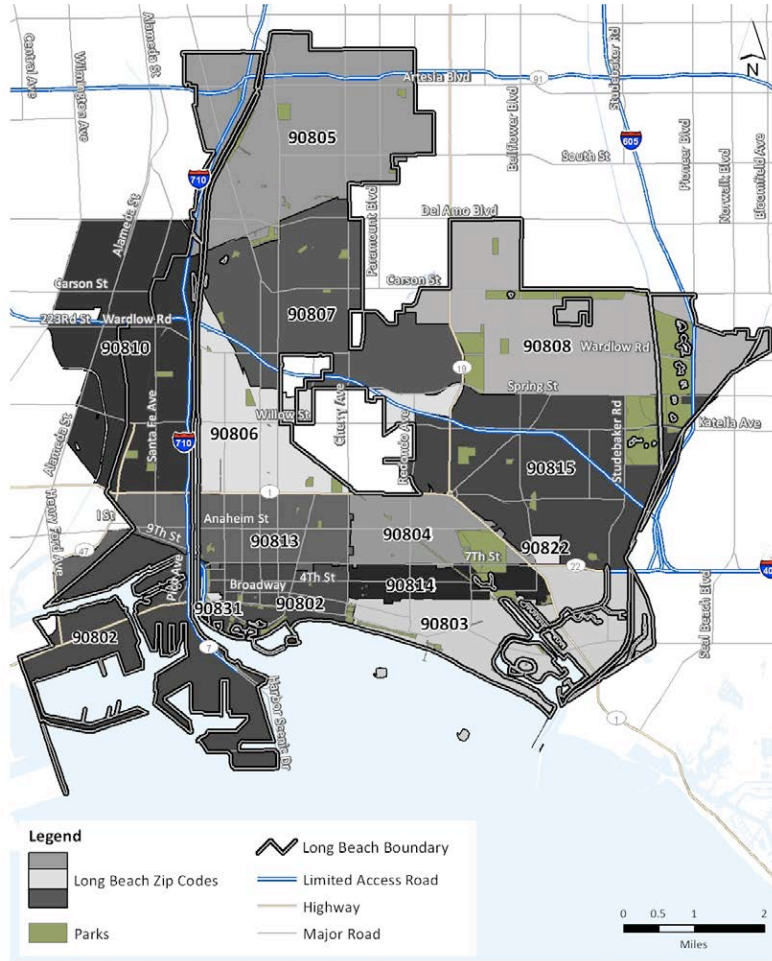 Central Ave
Wilmington Ave
Alameda St
Studebaker Rd
N
Artesia Blvd
91
Bellflower Blvd
605
Pioneer Blvd
Norwalk Blvd
Bloomfield Ave
90805
South St
710
Paramount Blvd
Del Amo Blvd
Alameda St
Carson St
Carson St
223Rd St
Wardlow Rd
90807
90810
90808
Wardlow Rd
19
Spring St
Santa Fe Ave
Willow St
Cherry Ave
Redondo Ave
Studebaker Rd
Katella Ave
Alameda St
710
90806
90815
1
I St
Henry Ford Ave
9Th St
Anaheim St
90813
90804
90822
47
7Th St
22
Pico Ave
Broadway
4Th St
90814
90831
90802
90803
90802
Seal Beach Blvd
7
Harbor Scenic Dr
1
Legend
Long Beach Zip Codes
Parks
Long Beach Boundary
Limited Access Road
Highway
Major Road
0 0.5 1 2
Miles